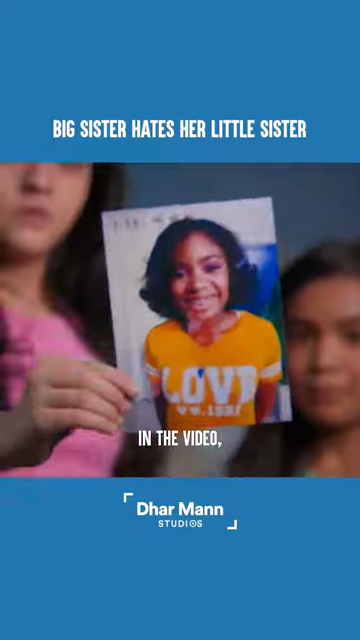 BIG SISTER HATES HER LITTLE SISTER
LOVE
IN THE VIDEO,
Dhar Mann
STUDIOS